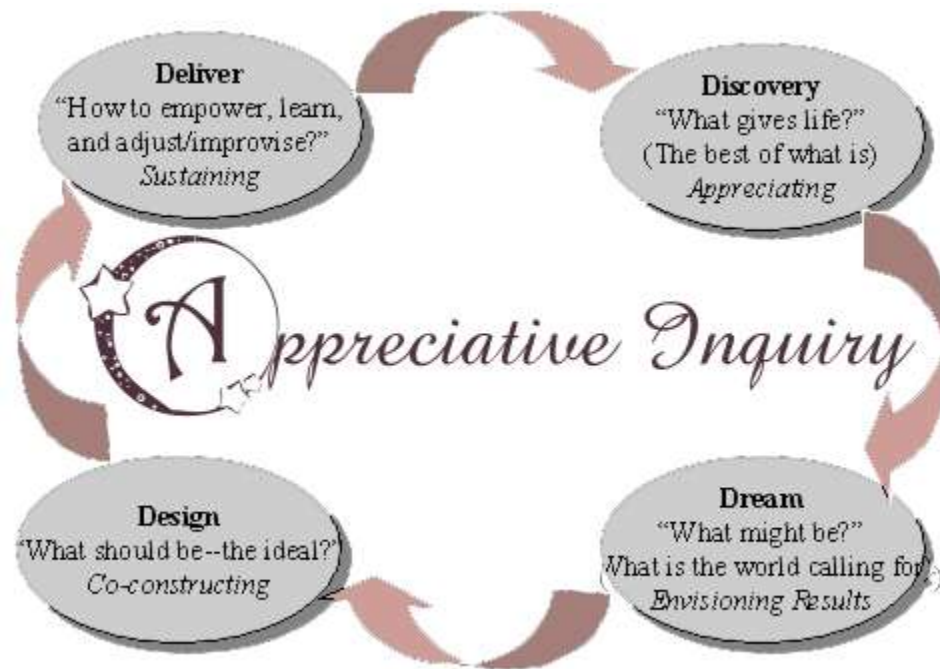 Deliver
“How to empower, learn,
and adjust/improvise?”
Sustaining
Discovery
“What gives life?”
(The best of what is)
Appreciating
Appreciative Inquiry
Design
“What should be--the ideal?”
Co-constructing
Dream
“What might be?”
(What is the world calling for?)
Envisioning Results